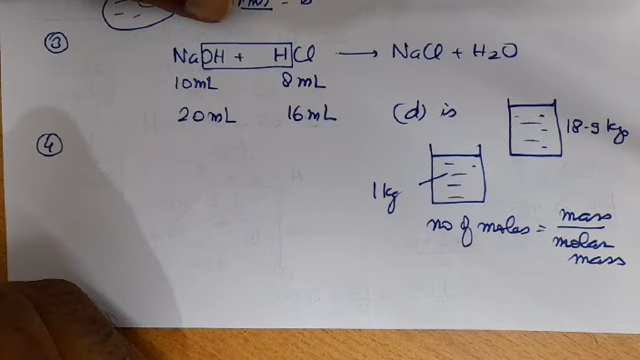 ③ NaOH + HCl → NaCl + H2O
10mL 8mL
20mL 16mL (d) is
18.9 kg
④
1kg
no of moles = mass / molar mass